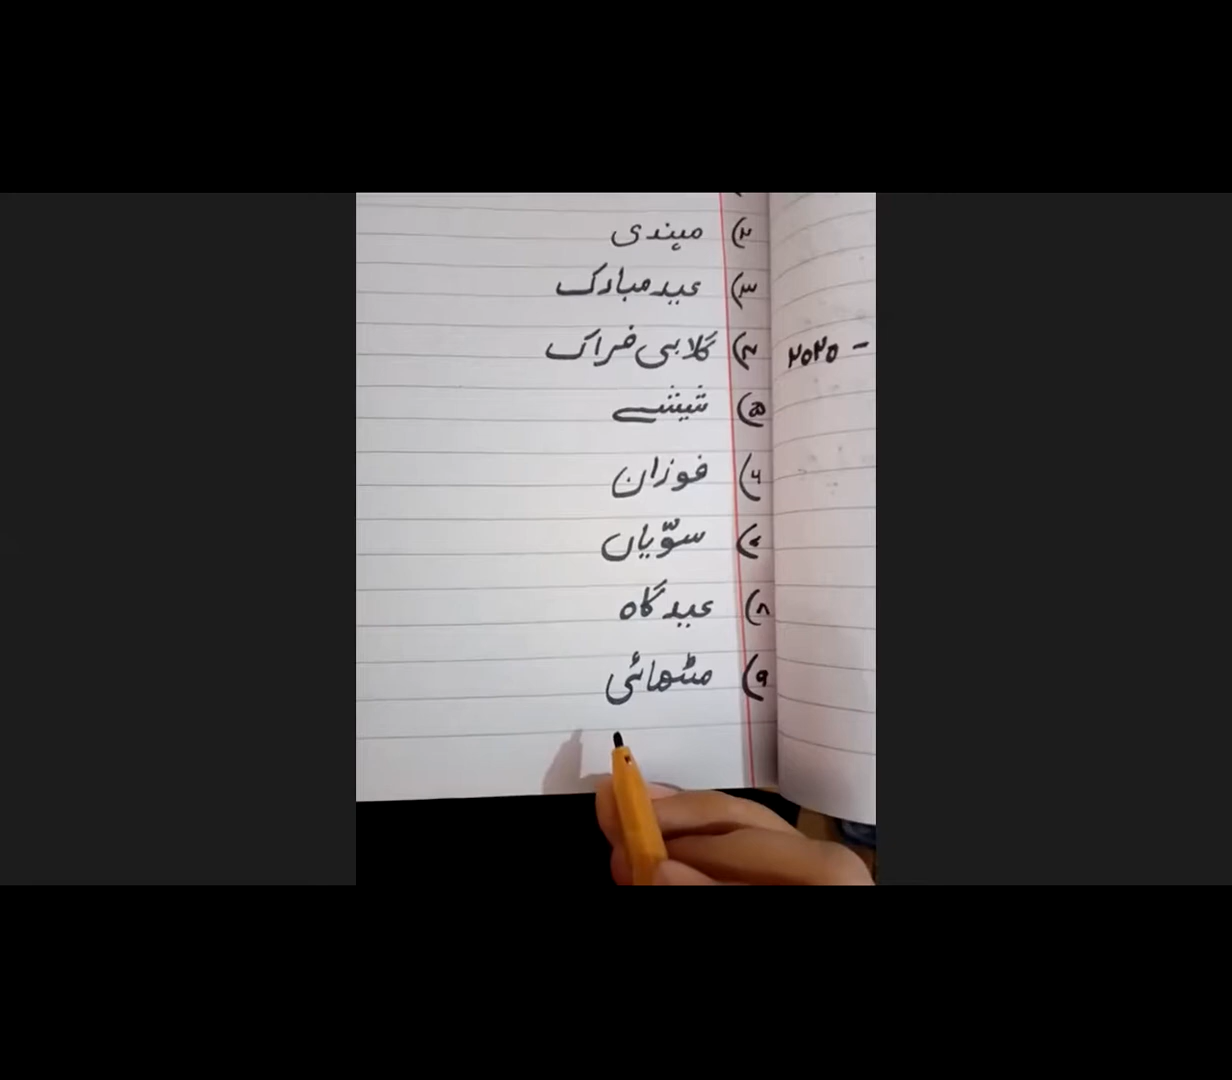 ۲) مہندی
۳) عید مبارک
۴) گلابی فراک
۵) شیشے
۶) فوزان
۷) سوّیاں
۸) عید گاہ
۹) مٹھائی
۲۰۲۰ -